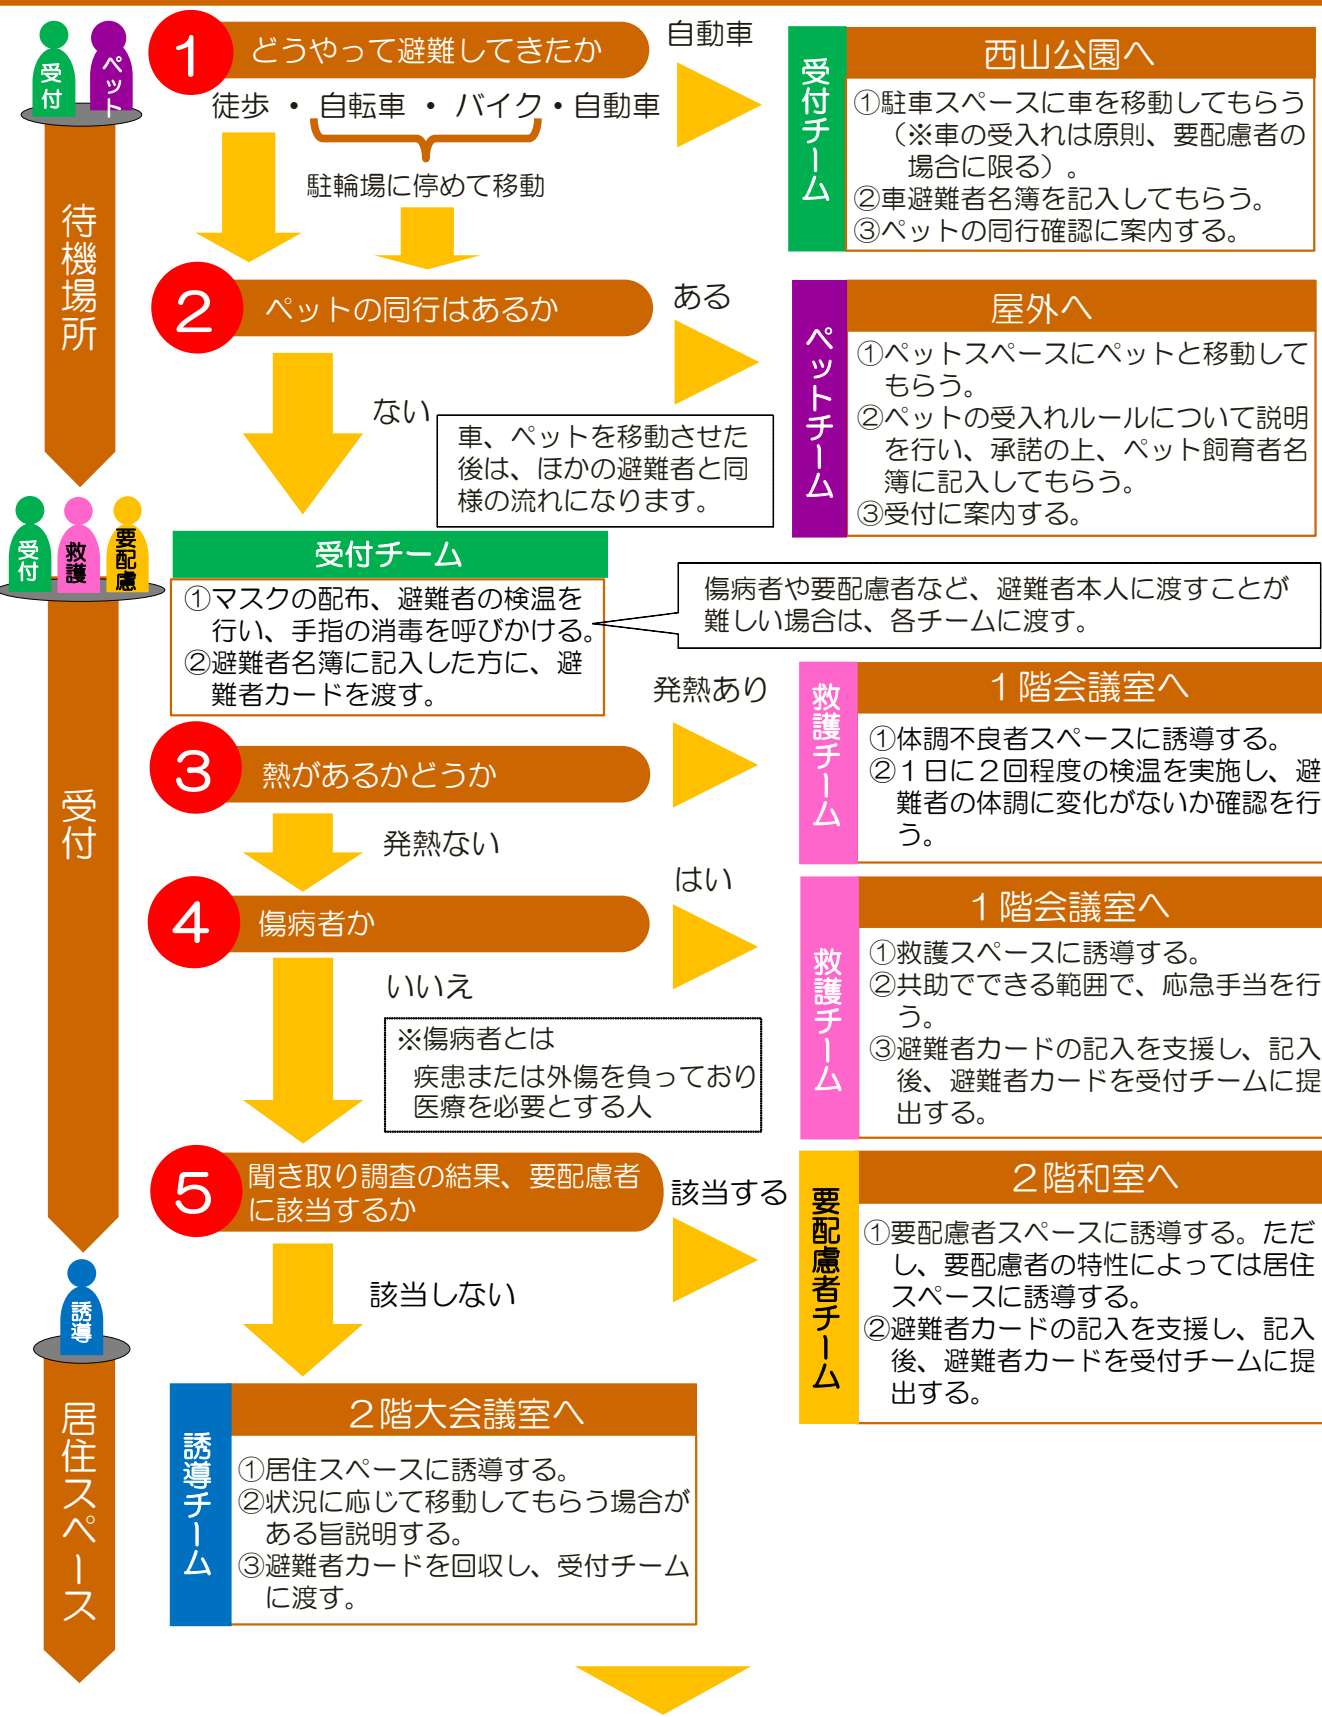 受付
ペット
待機場所
1
どうやって避難してきたか
自動車
徒歩 ・ 自転車 ・ バイク・自動車
駐輪場に停めて移動
受付チーム
西山公園へ
①駐車スペースに車を移動してもらう
（※車の受入れは原則、要配慮者の
場合に限る）。
②車避難者名簿を記入してもらう。
③ペットの同行確認に案内する。
2
ペットの同行はあるか
ある
ない
車、ペットを移動させた
後は、ほかの避難者と同
様の流れになります。
ペットチーム
屋外へ
①ペットスペースにペットと移動して
もらう。
②ペットの受入れルールについて説明
を行い、承諾の上、ペット飼育者名
簿に記入してもらう。
③受付に案内する。
受付
救護
要配慮
受付
受付チーム
①マスクの配布、避難者の検温を
行い、手指の消毒を呼びかける。
②避難者名簿に記入した方に、避
難者カードを渡す。
傷病者や要配慮者など、避難者本人に渡すことが
難しい場合は、各チームに渡す。
3
熱があるかどうか
発熱あり
発熱ない
救護チーム
１階会議室へ
①体調不良者スペースに誘導する。
②１日に２回程度の検温を実施し、避
難者の体調に変化がないか確認を行
う。
4
傷病者か
はい
いいえ
※傷病者とは
疾患または外傷を負っており
医療を必要とする人
救護チーム
１階会議室へ
①救護スペースに誘導する。
②共助でできる範囲で、応急手当を行
う。
③避難者カードの記入を支援し、記入
後、避難者カードを受付チームに提
出する。
5
聞き取り調査の結果、要配慮者
に該当するか
該当する
該当しない
要配慮者チーム
２階和室へ
①要配慮者スペースに誘導する。ただ
し、要配慮者の特性によっては居住
スペースに誘導する。
②避難者カードの記入を支援し、記入
後、避難者カードを受付チームに提
出する。
誘導
居住スペース
誘導チーム
２階大会議室へ
①居住スペースに誘導する。
②状況に応じて移動してもらう場合が
ある旨説明する。
③避難者カードを回収し、受付チーム
に渡す。